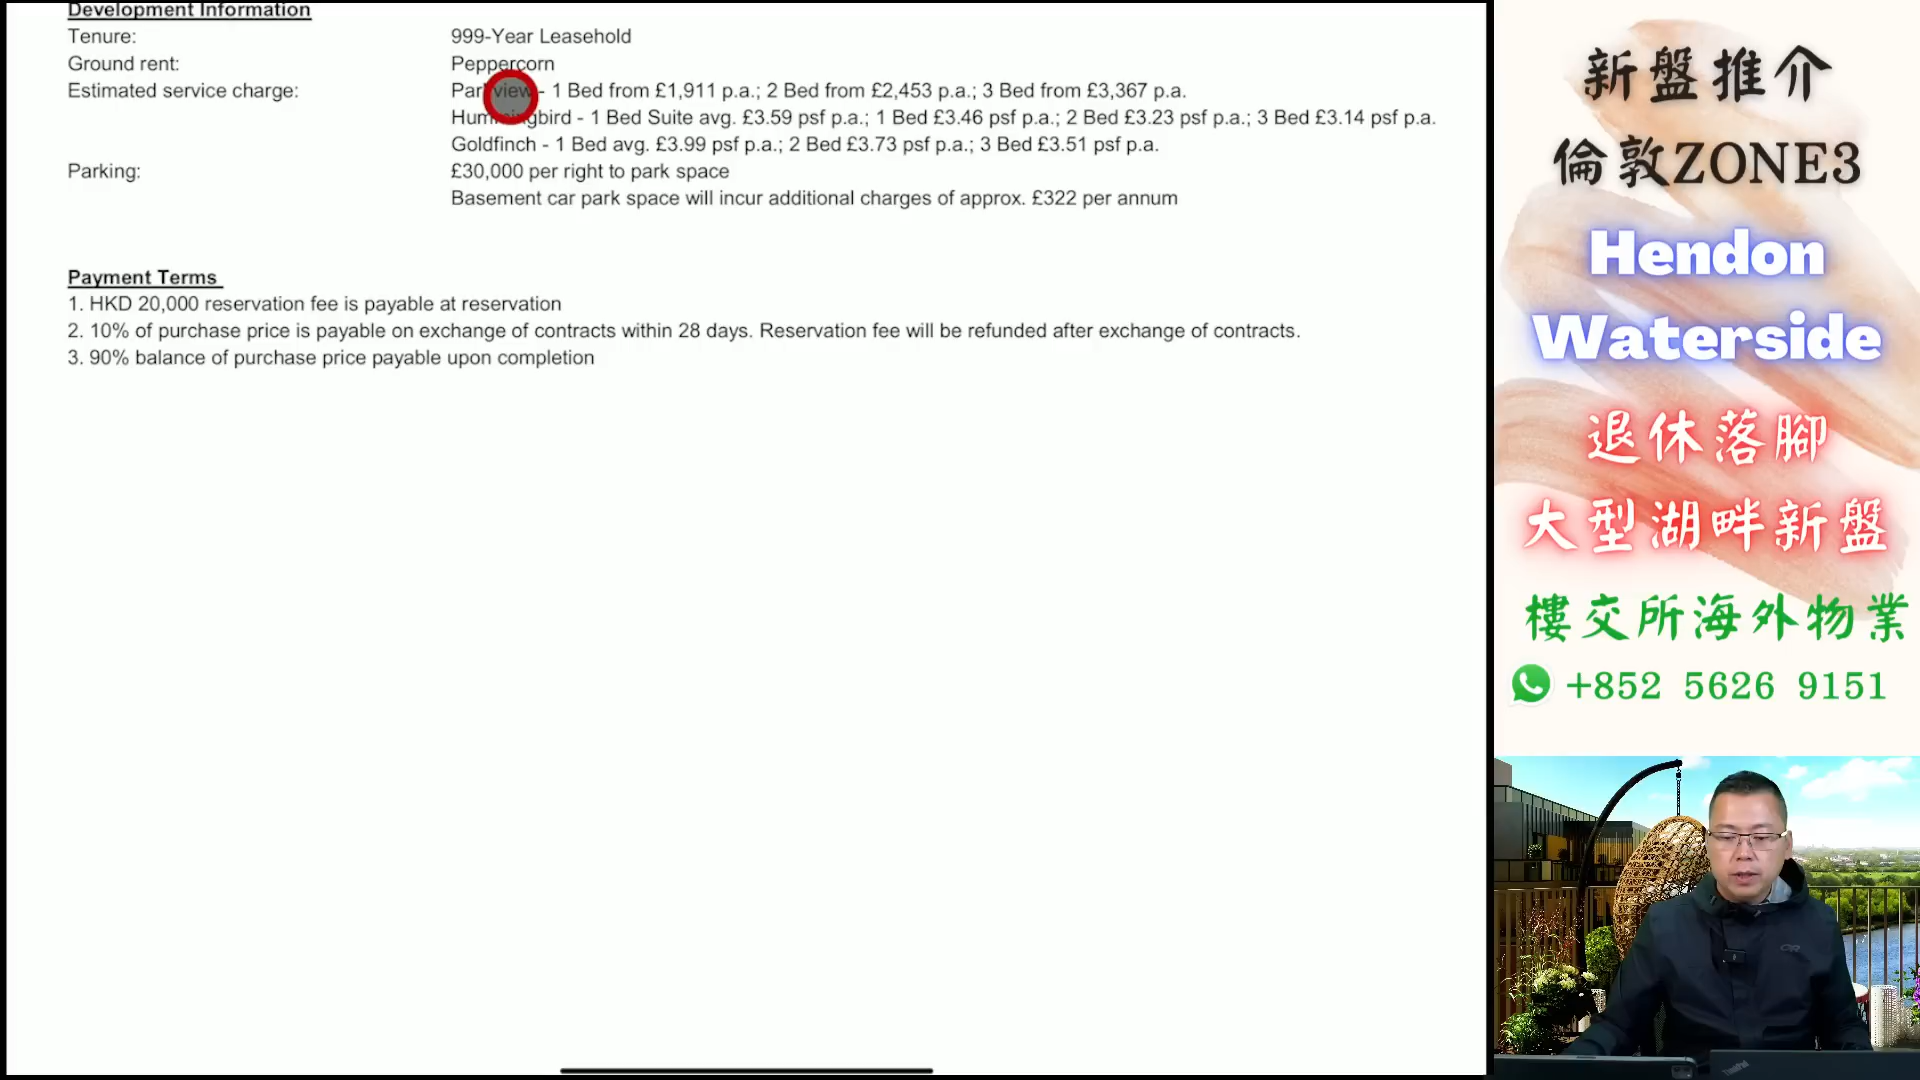 Development Information
Tenure: 999-Year Leasehold
Ground rent: Peppercorn
Estimated service charge: Parkview - 1 Bed from £1,911 p.a.; 2 Bed from £2,453 p.a.; 3 Bed from £3,367 p.a.
Hummingbird - 1 Bed Suite avg. £3.59 psf p.a.; 1 Bed £3.46 psf p.a.; 2 Bed £3.23 psf p.a.; 3 Bed £3.14 psf p.a.
Goldfinch - 1 Bed avg. £3.99 psf p.a.; 2 Bed £3.73 psf p.a.; 3 Bed £3.51 psf p.a.
Parking: £30,000 per right to park space
Basement car park space will incur additional charges of approx. £322 per annum
Payment Terms
1. HKD 20,000 reservation fee is payable at reservation
2. 10% of purchase price is payable on exchange of contracts within 28 days. Reservation fee will be refunded after exchange of contracts.
3. 90% balance of purchase price payable upon completion
新盤推介
倫敦ZONE3
Hendon
Waterside
退休落腳
大型湖畔新盤
樓交所海外物業
+852 5626 9151